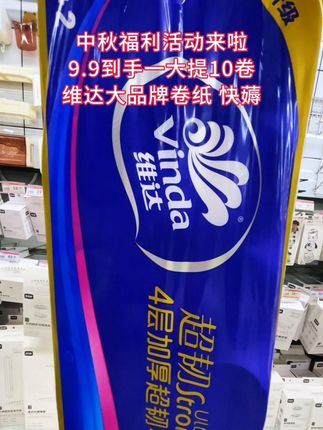 中秋福利活动来啦
9.9到手一大提10卷
维达大品牌卷纸 快薅
Vinda
维达
超韧
4层加厚超韧